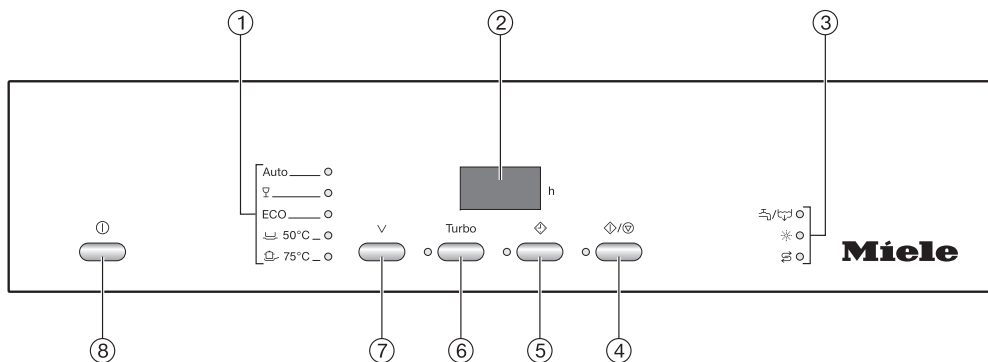 ① ② ③
Auto
ECO
50°C
75°C
h
Turbo
/
/
Miele
⑧ ⑦ ⑥ ⑤ ④